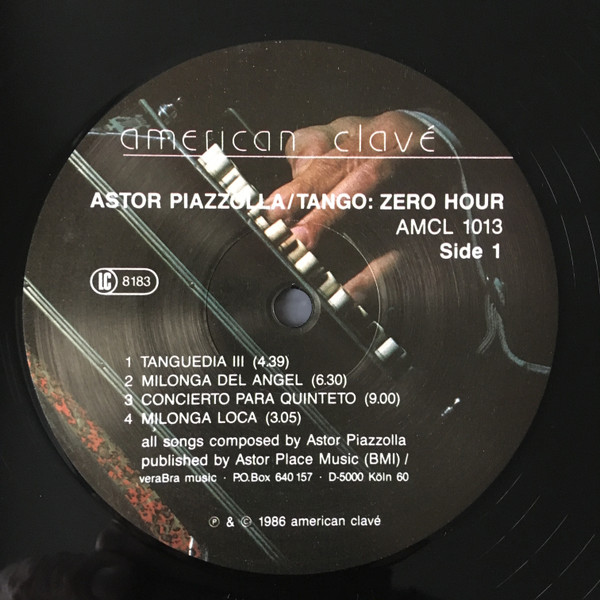 american clavé
ASTOR PIAZZOLLA/TANGO: ZERO HOUR
AMCL 1013
Side 1
LC 8183
1 TANGUEDIA III (4.39)
2 MILONGA DEL ANGEL (6.30)
3 CONCIERTO PARA QUINTETO (9.00)
4 MILONGA LOCA (3.05)
all songs composed by Astor Piazzolla
published by Astor Place Music (BMI) /
veraBra music · P.O.Box 640 157 · D-5000 Köln 60
℗ & © 1986 american clavé